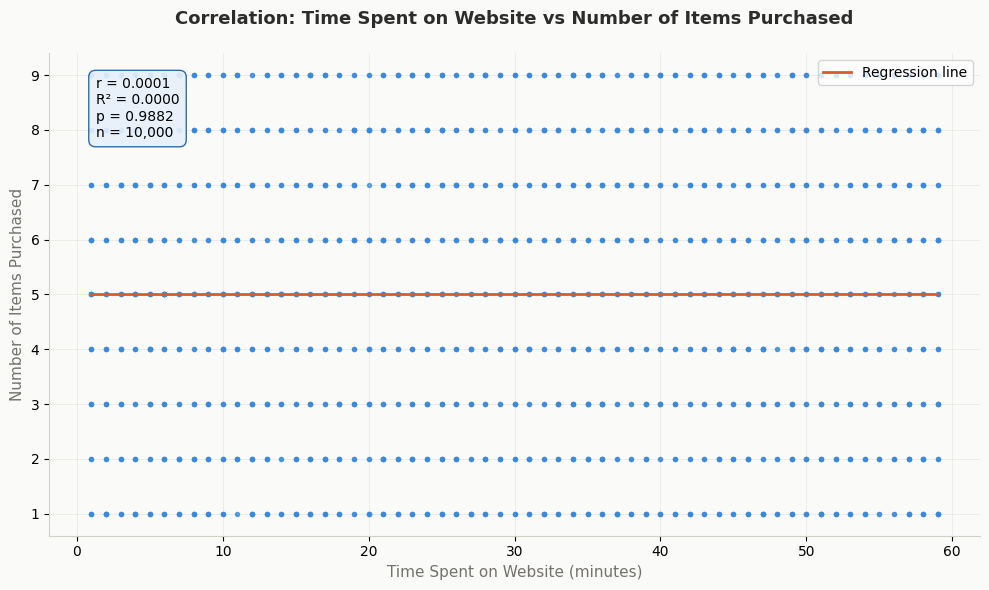 Correlation: Time Spent on Website vs Number of Items Purchased
r = 0.0001
R² = 0.0000
p = 0.9882
n = 10,000
Regression line
Number of Items Purchased
9
8
7
6
5
4
3
2
1
0 10 20 30 40 50 60
Time Spent on Website (minutes)